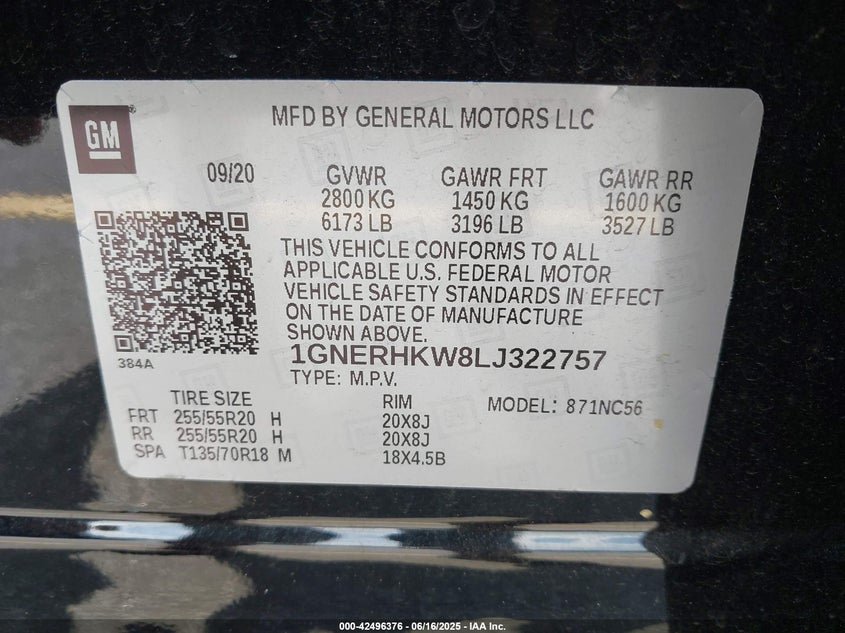 GM
MFD BY GENERAL MOTORS LLC
09/20 GVWR GAWR FRT GAWR RR
2800 KG 1450 KG 1600 KG
6173 LB 3196 LB 3527 LB
THIS VEHICLE CONFORMS TO ALL
APPLICABLE U.S. FEDERAL MOTOR
VEHICLE SAFETY STANDARDS IN EFFECT
ON THE DATE OF MANUFACTURE
SHOWN ABOVE.
384A
1GNERHKW8LJ322757
TYPE: M.P.V.
TIRE SIZE RIM MODEL: 871NC56
FRT 255/55R20 H 20X8J
RR 255/55R20 H 20X8J
SPA T135/70R18 M 18X4.5B
000-42496376 - 06/16/2025 - IAA Inc.